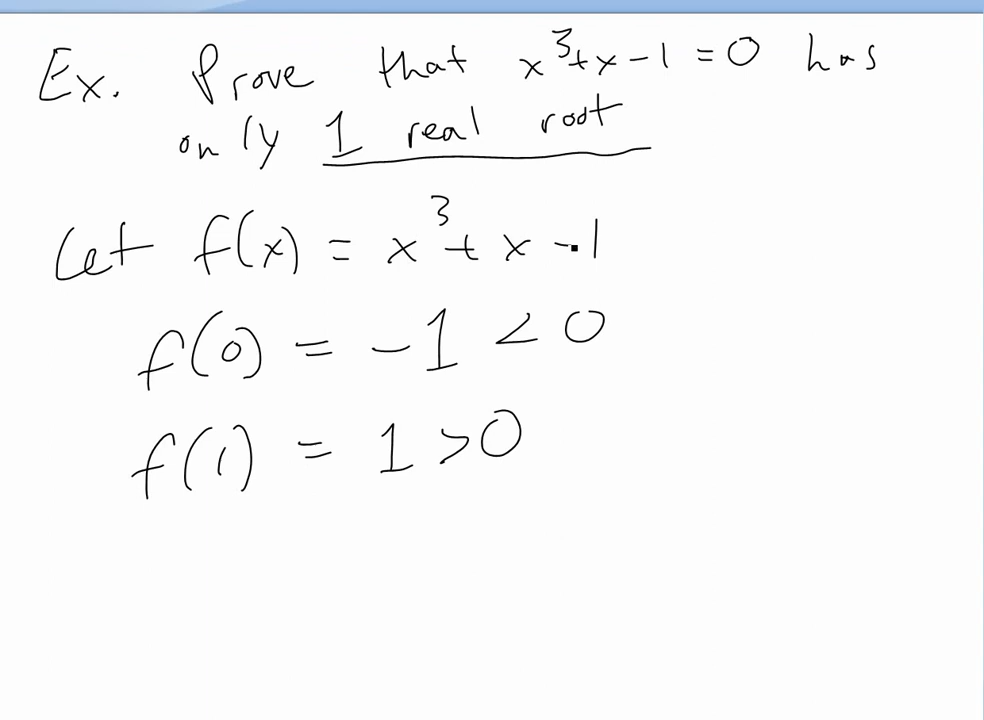 Ex. Prove that x³+x-1=0 has
only 1 real root
Let f(x) = x³+x-1
f(0) = -1 < 0
f(1) = 1 >0